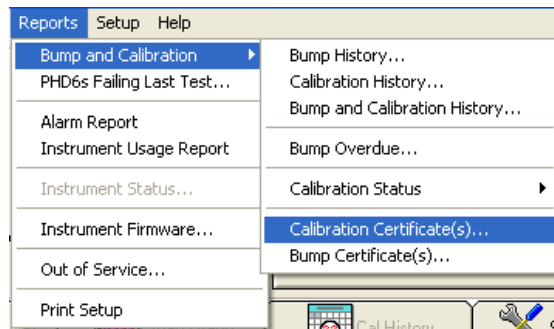 Reports Setup Help
Bump and Calibration
PHD6s Failing Last Test...
Alarm Report
Instrument Usage Report
Instrument Status...
Instrument Firmware...
Out of Service...
Print Setup
Bump History...
Calibration History...
Bump and Calibration History...
Bump Overdue...
Calibration Status
Calibration Certificate(s)...
Bump Certificate(s)...
Cal History